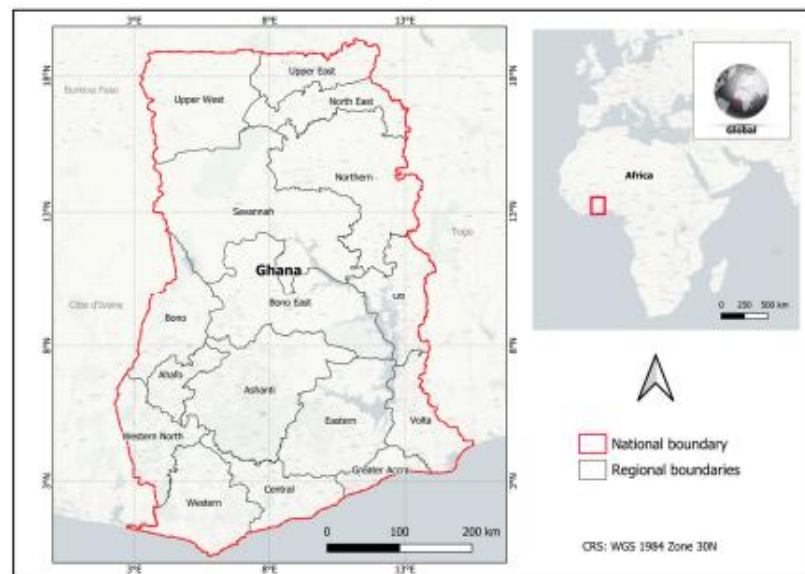 3°E 8°E 13°E
18°N 18°N
Burkina Faso
Upper East
Upper West
North East
Northern
13°N 13°N
Savannah
Togo
Ghana
Côte d'Ivoire
Bono East
Oti
Bono
8°N 8°N
Ahafo
Ashanti
Eastern
Volta
Western North
Greater Accra
3°N 3°N
Central
Western
0 100 200 km
3°E 8°E 13°E
Global
Africa
0 250 500 km
National boundary
Regional boundaries
CRS: WGS 1984 Zone 30N